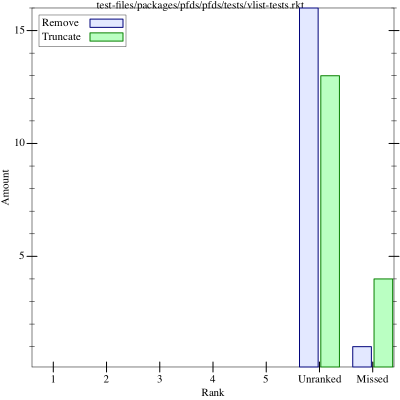 test-files/packages/pfds/pfds/tests/vlist-tests.rkt
Remove
Truncate
15
10
5
Amount
1 2 3 4 5 Unranked Missed
Rank